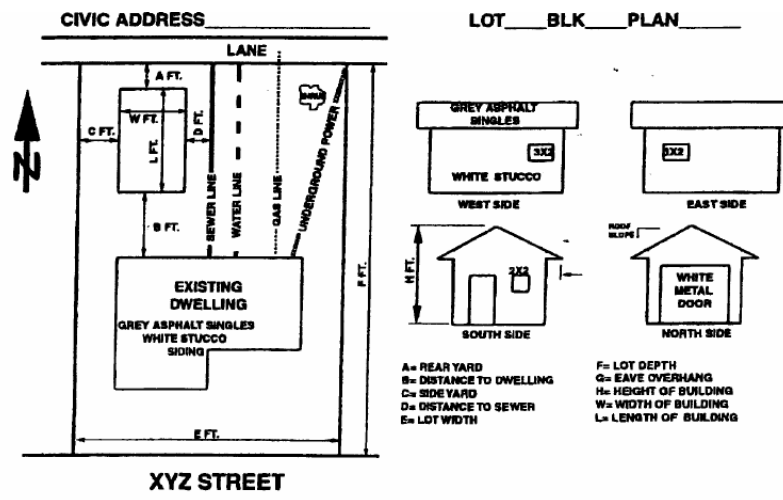 CIVIC ADDRESS
LOT BLK PLAN
LANE
A FT.
W FT.
C FT.
L FT.
D FT.
B FT.
SEWER LINE
WATER LINE
GAS LINE
UNDERGROUND POWER
SHRUB
N
F FT.
EXISTING
DWELLING
GREY ASPHALT SINGLES
WHITE STUCCO
SIDING
E FT.
XYZ STREET
GREY ASPHALT
SINGLES
3X2
WHITE STUCCO
WEST SIDE
3X2
EAST SIDE
H FT.
2X2
SOUTH SIDE
ROOF
SLOPE
WHITE
METAL
DOOR
NORTH SIDE
A= REAR YARD
B= DISTANCE TO DWELLING
C= SIDE YARD
D= DISTANCE TO SEWER
E= LOT WIDTH
F= LOT DEPTH
G= EAVE OVERHANG
H= HEIGHT OF BUILDING
W= WIDTH OF BUILDING
L= LENGTH OF BUILDING